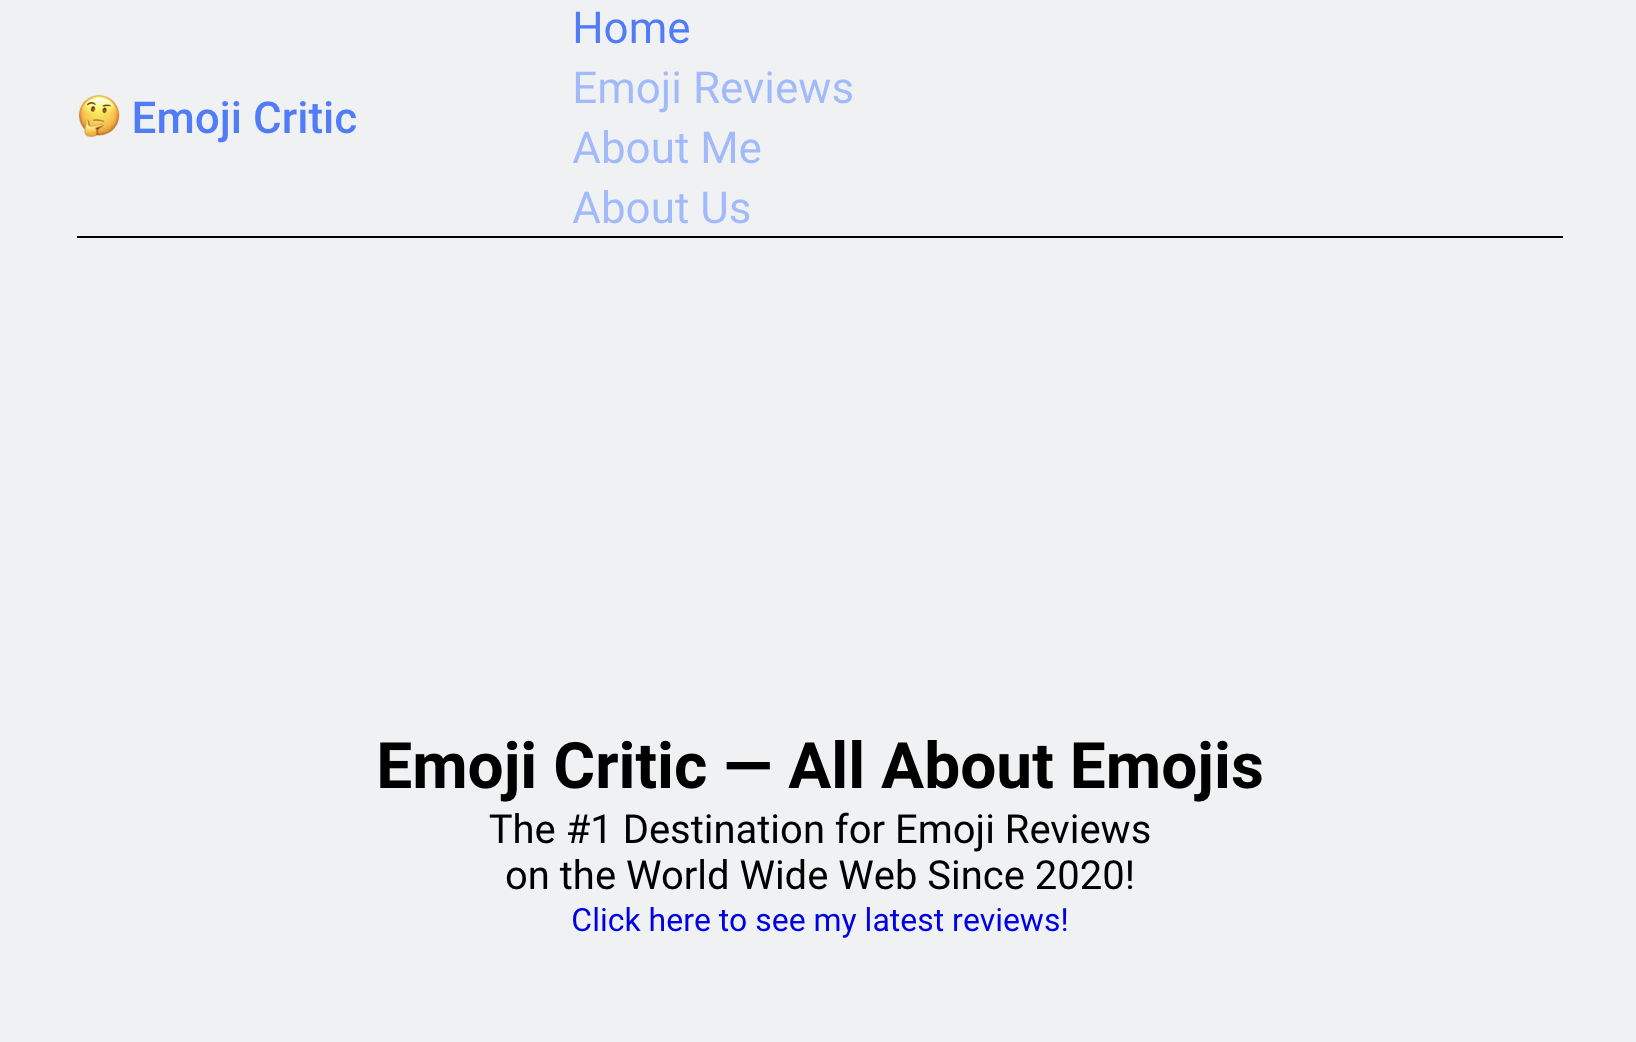 🤔 Emoji Critic
Home
Emoji Reviews
About Me
About Us
Emoji Critic — All About Emojis
The #1 Destination for Emoji Reviews
on the World Wide Web Since 2020!
Click here to see my latest reviews!